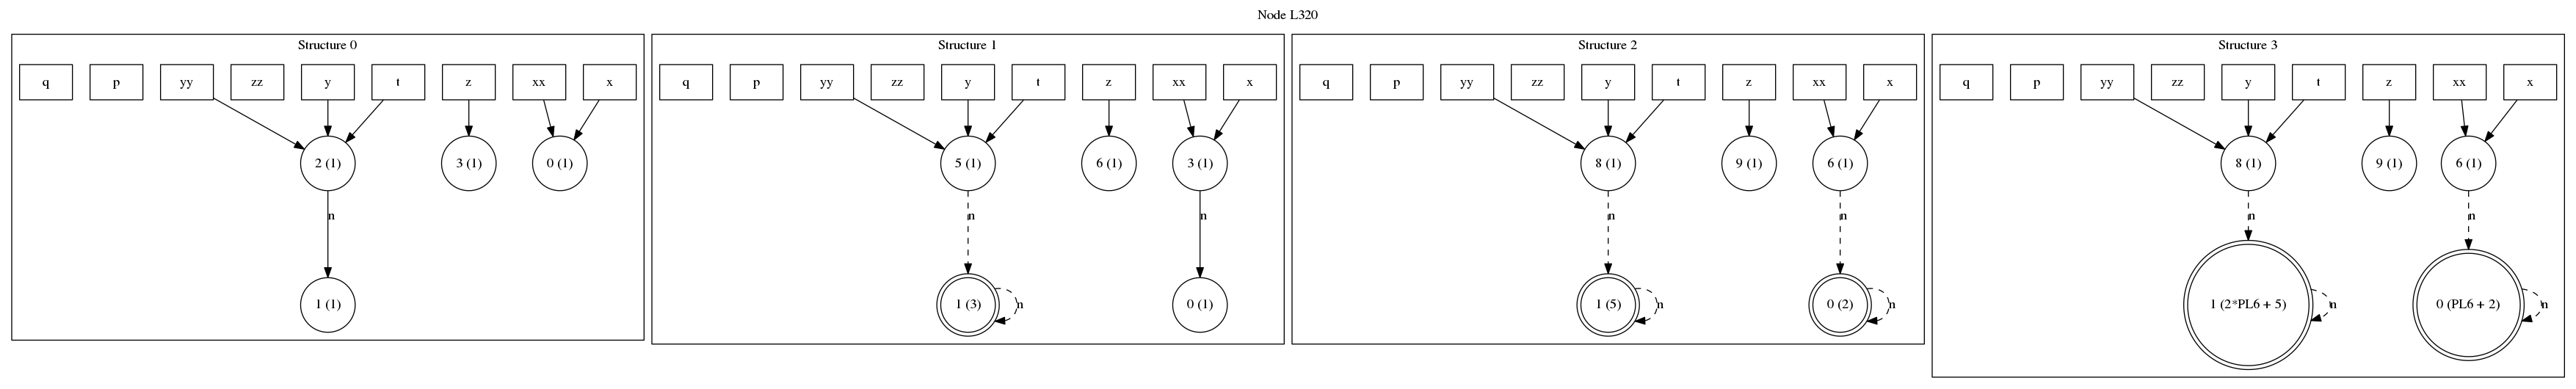 Node L320
Structure 0
q
p
yy
zz
y
t
z
xx
x
2 (1)
3 (1)
0 (1)
n
1 (1)
Structure 1
q
p
yy
zz
y
t
z
xx
x
5 (1)
6 (1)
3 (1)
n
n
1 (3)
n
0 (1)
Structure 2
q
p
yy
zz
y
t
z
xx
x
8 (1)
9 (1)
6 (1)
n
n
1 (5)
n
0 (2)
n
Structure 3
q
p
yy
zz
y
t
z
xx
x
8 (1)
9 (1)
6 (1)
n
n
1 (2*PL6 + 5)
n
0 (PL6 + 2)
n